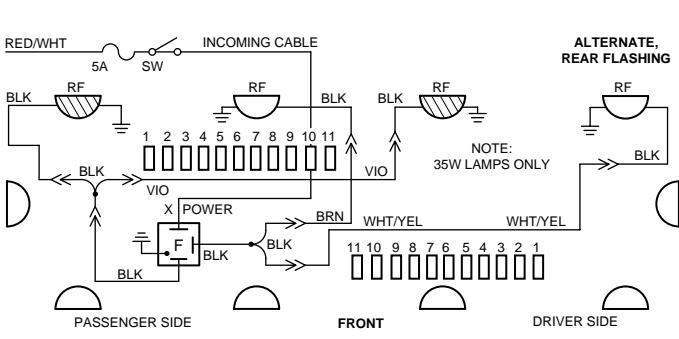 RED/WHT
INCOMING CABLE
ALTERNATE,
REAR FLASHING
5A
SW
BLK
RF
RF
BLK
BLK
RF
RF
1 2 3 4 5 6 7 8 9 10 11
NOTE:
35W LAMPS ONLY
BLK
BLK
VIO
VIO
X POWER
BRN
WHT/YEL
WHT/YEL
F
BLK
BLK
11 10 9 8 7 6 5 4 3 2 1
BLK
PASSENGER SIDE
FRONT
DRIVER SIDE